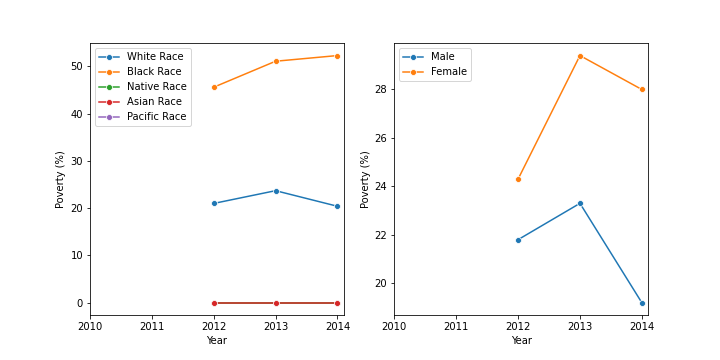 White Race
Black Race
Native Race
Asian Race
Pacific Race
50
40
30
20
10
0
Poverty (%)
2010 2011 2012 2013 2014
Year
Male
Female
28
26
24
22
20
Poverty (%)
2010 2011 2012 2013 2014
Year